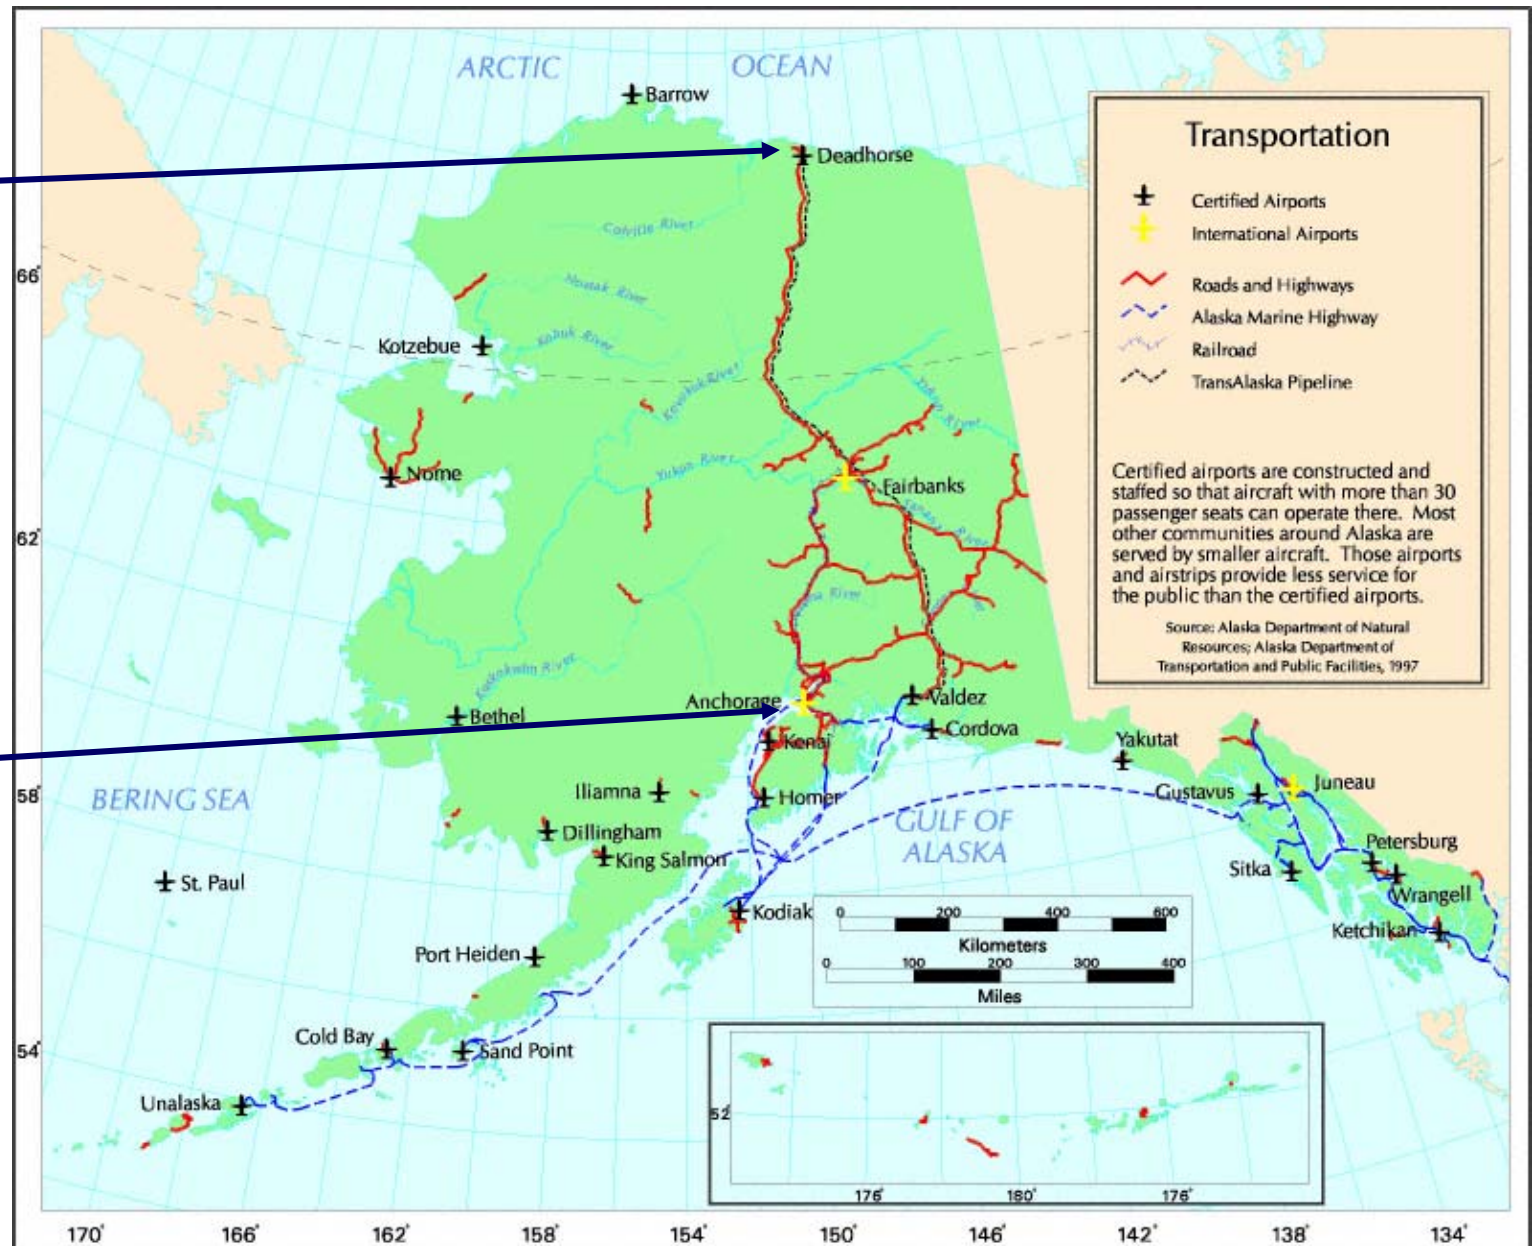 ARCTIC OCEAN
Barrow
Deadhorse
Colville River
Noatak River
Kobuk River
Kotzebue
Koyukuk River
Yukon River
Nome
Yukon River
Fairbanks
Tanana River
River
Kuskokwim River
Anchorage
Valdez
Bethel
Cordova
Kenai
Yakutat
Iliamna
Homer
Gustavus
Juneau
BERING SEA
GULF OF
ALASKA
Dillingham
King Salmon
Petersburg
Sitka
Wrangell
St. Paul
Kodiak
Ketchikan
Port Heiden
Cold Bay
Sand Point
Unalaska
Transportation
Certified Airports
International Airports
Roads and Highways
Alaska Marine Highway
Railroad
TransAlaska Pipeline
Certified airports are constructed and
staffed so that aircraft with more than 30
passenger seats can operate there. Most
other communities around Alaska are
served by smaller aircraft. Those airports
and airstrips provide less service for
the public than the certified airports.
Source: Alaska Department of Natural
Resources; Alaska Department of
Transportation and Public Facilities, 1997
0 200 400 600
Kilometers
0 100 200 300 400
Miles
52°
176° 180° 176°
66°
62°
58°
54°
170° 166° 162° 158° 154° 150° 146° 142° 138° 134°